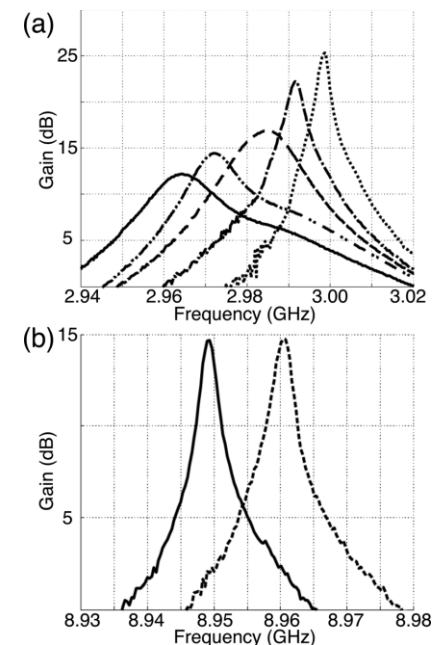 (a)
25
15
5
Gain (dB)
2.94 2.96 2.98 3.00 3.02
Frequency (GHz)
(b)
15
5
Gain (dB)
8.93 8.94 8.95 8.96 8.97 8.98
Frequency (GHz)